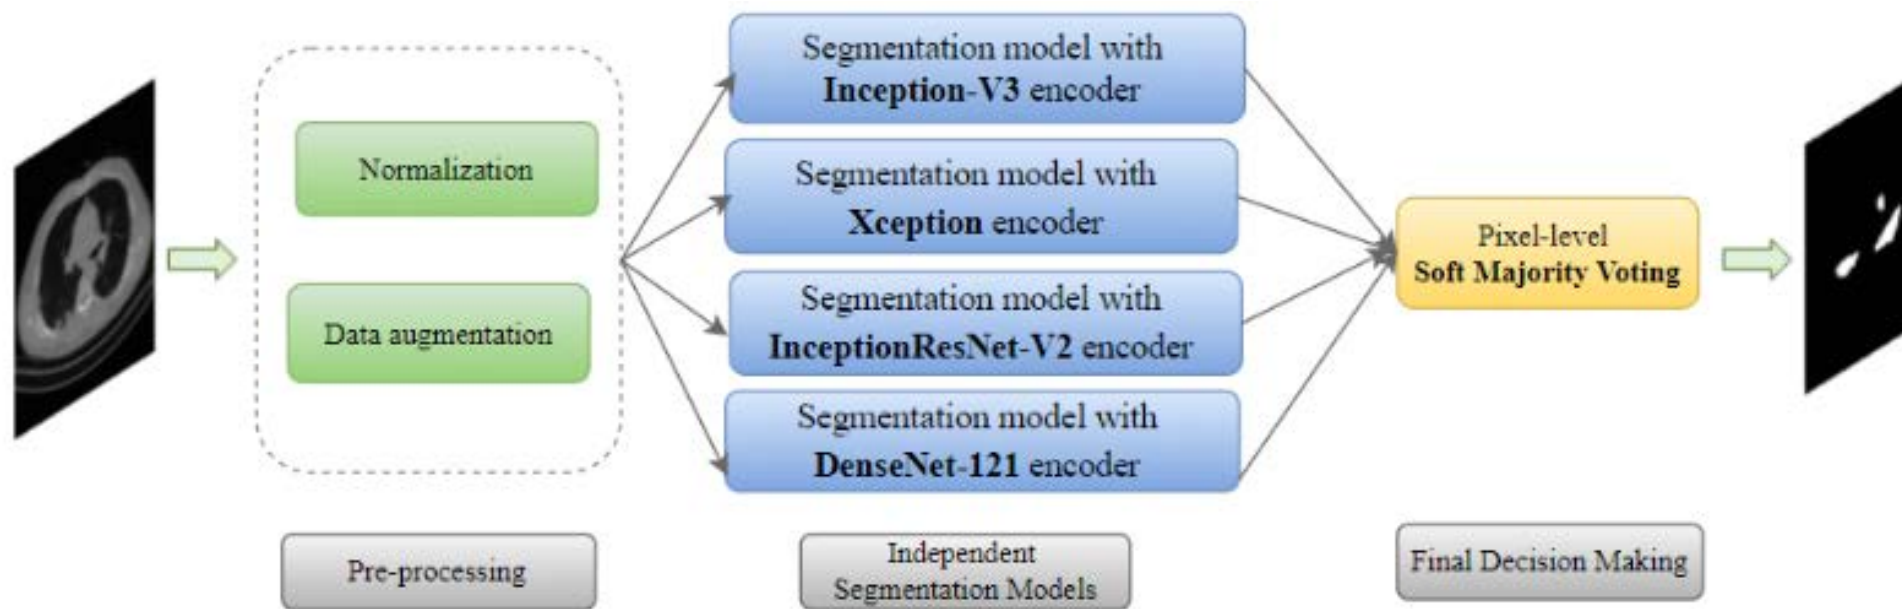 Normalization
Data augmentation
Segmentation model with
Inception-V3 encoder
Segmentation model with
Xception encoder
Segmentation model with
InceptionResNet-V2 encoder
Segmentation model with
DenseNet-121 encoder
Pixel-level
Soft Majority Voting
Pre-processing
Independent
Segmentation Models
Final Decision Making